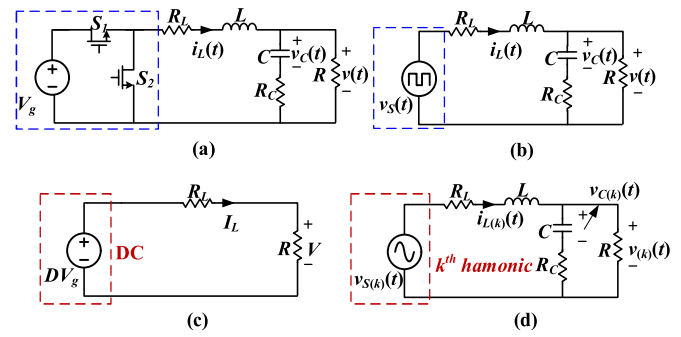 S1 RL L
iL(t) C + vC(t) − + R v(t) −
Vg + − S2 RC
(a)
RL L
iL(t) C + vC(t) − + R v(t) −
vS(t) RC
(b)
RL
DC IL
DVg + − R + V −
(c)
RL L vC(k)(t)
iL(k)(t) C + − + R v(k)(t) −
vS(k)(t) kth hamonic RC
(d)